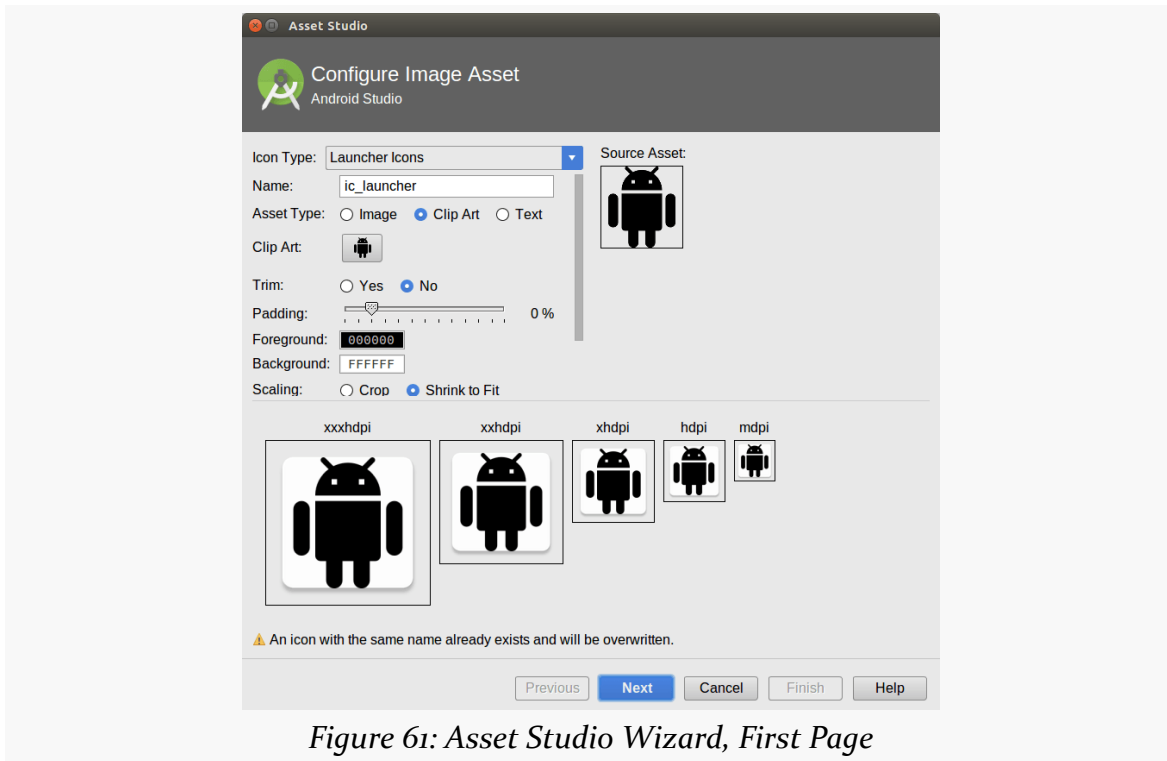 Asset Studio
Configure Image Asset
Android Studio
Icon Type: Launcher Icons
Source Asset:
Name: ic_launcher
Asset Type: Image Clip Art Text
Clip Art:
Trim: Yes No
Padding: 0 %
Foreground: 000000
Background: FFFFFF
Scaling: Crop Shrink to Fit
xxxhdpi xxhdpi xhdpi hdpi mdpi
An icon with the same name already exists and will be overwritten.
Previous Next Cancel Finish Help
Figure 61: Asset Studio Wizard, First Page